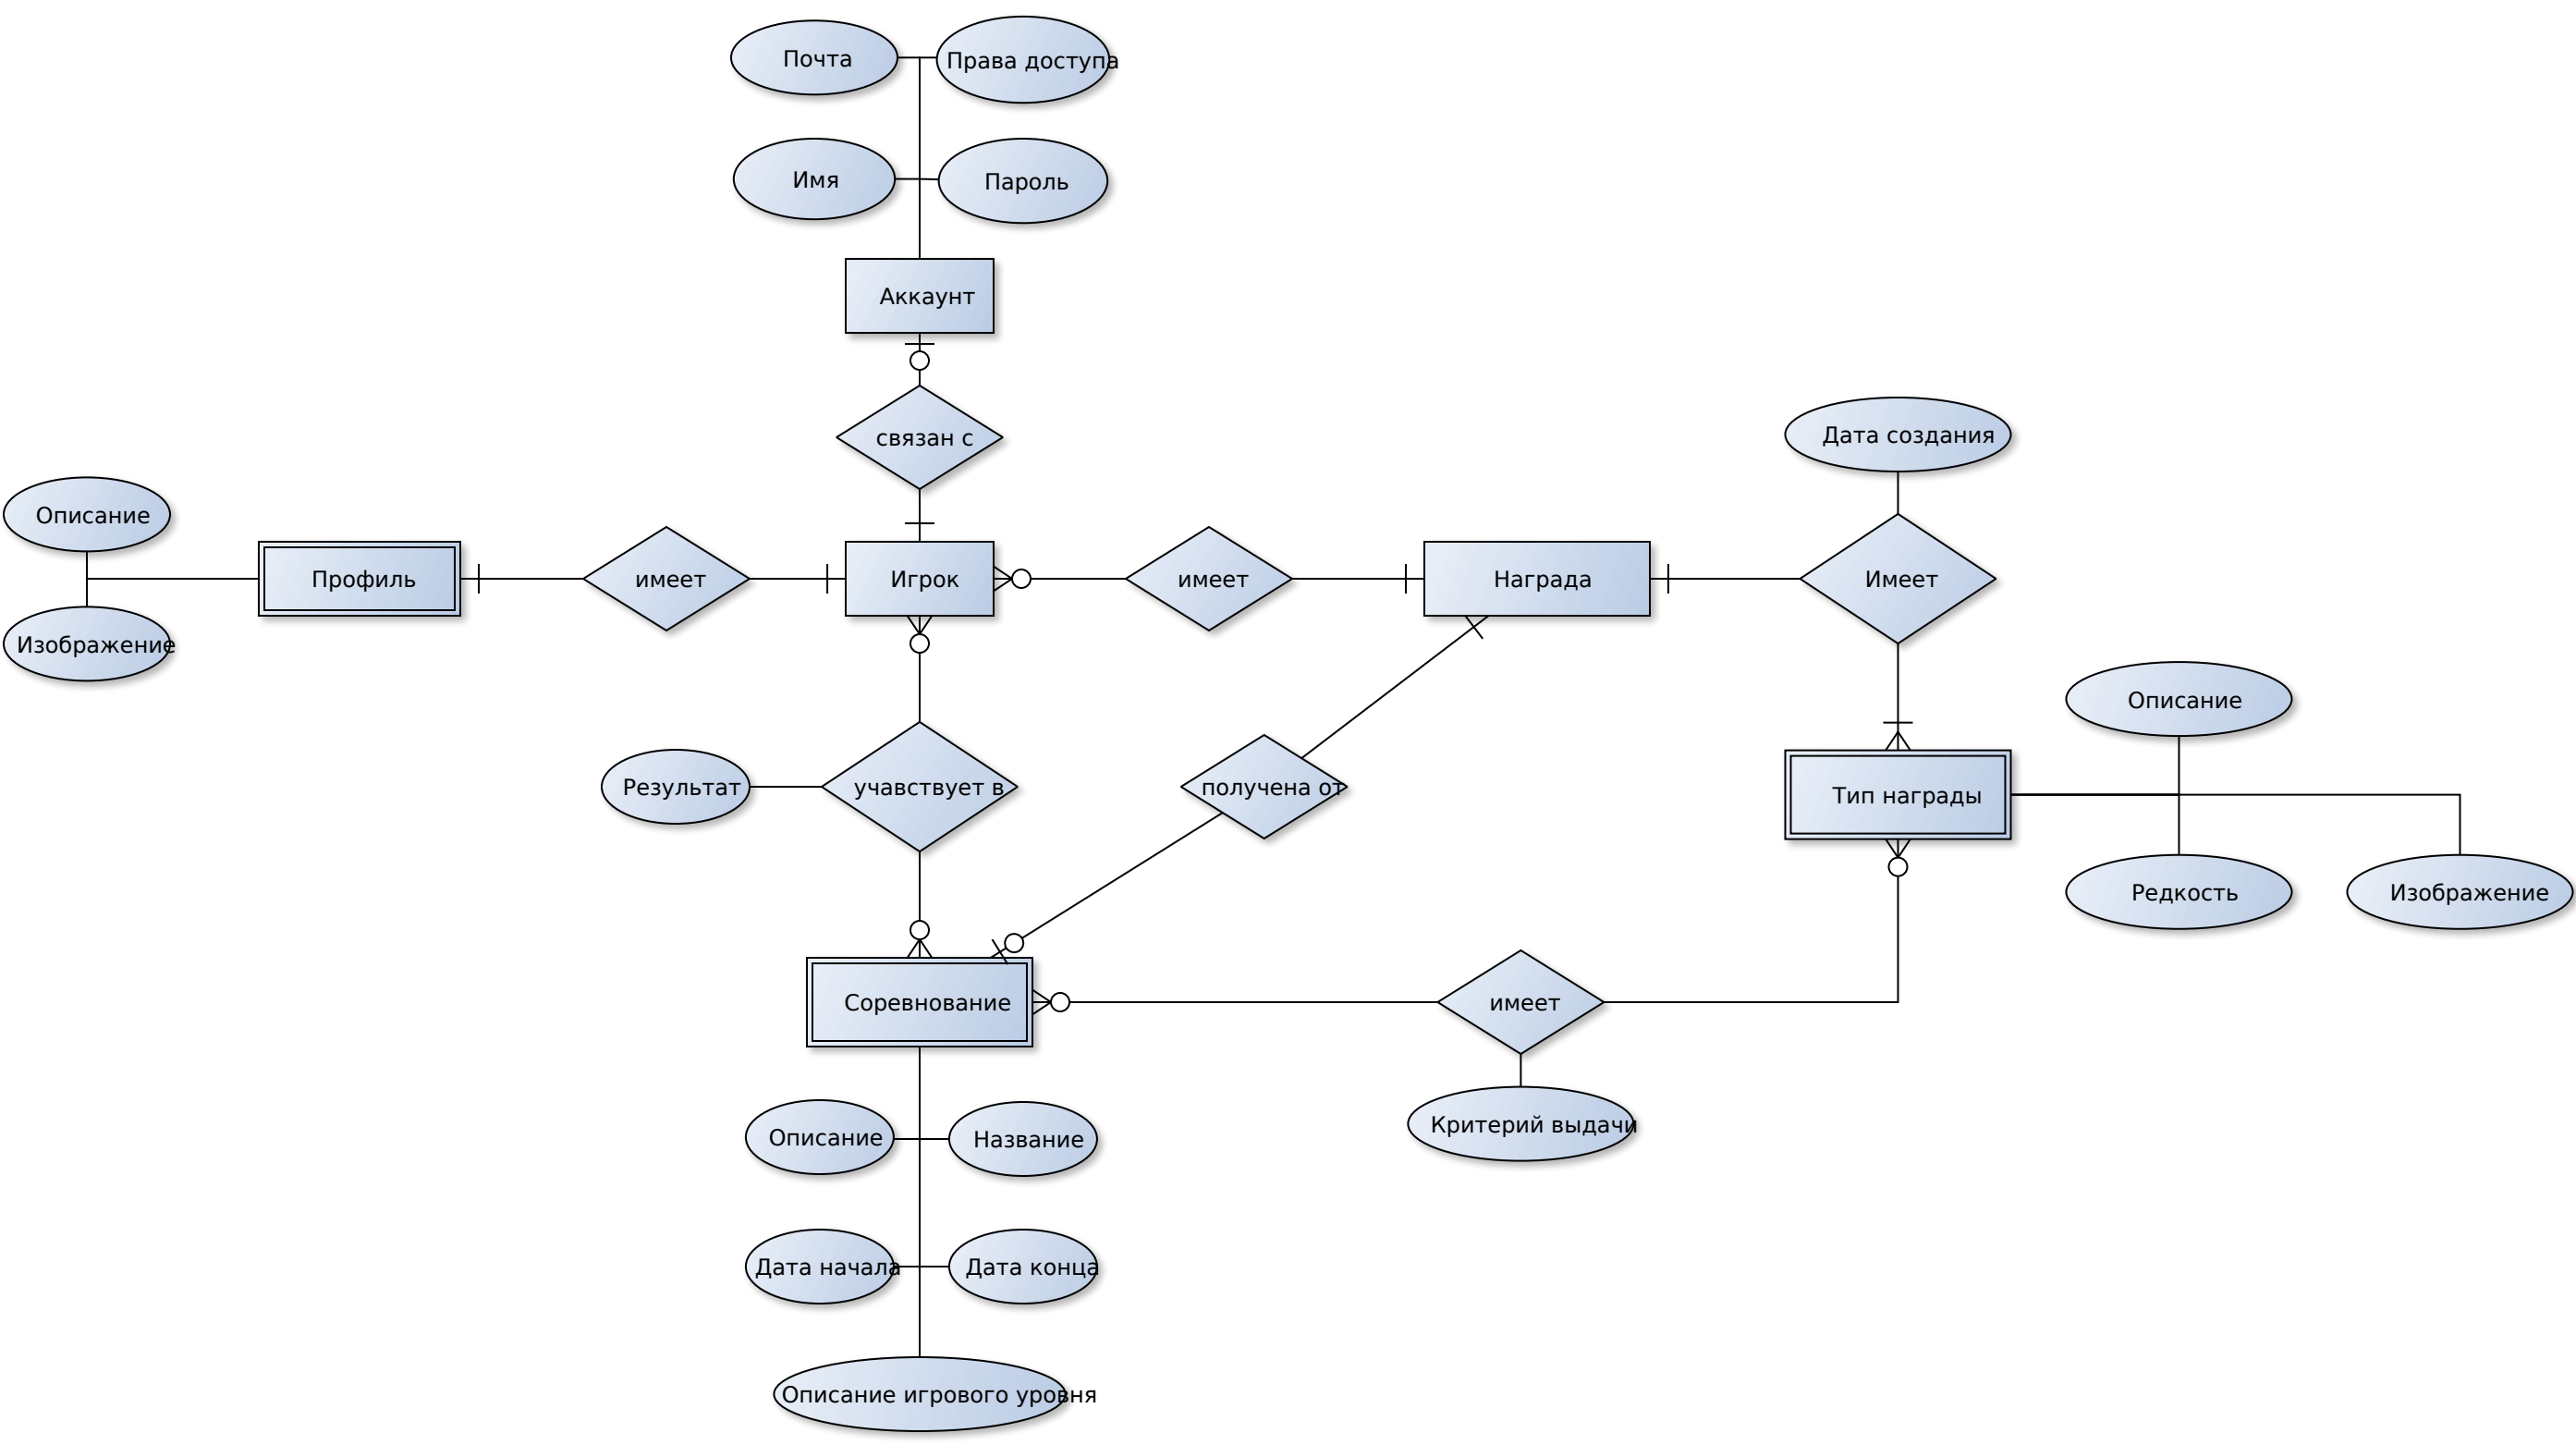 Почта
Права доступа
Имя
Пароль
Аккаунт
связан с
Дата создания
Описание
Профиль
имеет
Игрок
имеет
Награда
Имеет
Изображение
Описание
Результат
учавствует в
получена от
Тип награды
Редкость
Изображение
Соревнование
имеет
Критерий выдачи
Описание
Название
Дата начала
Дата конца
Описание игрового уровня